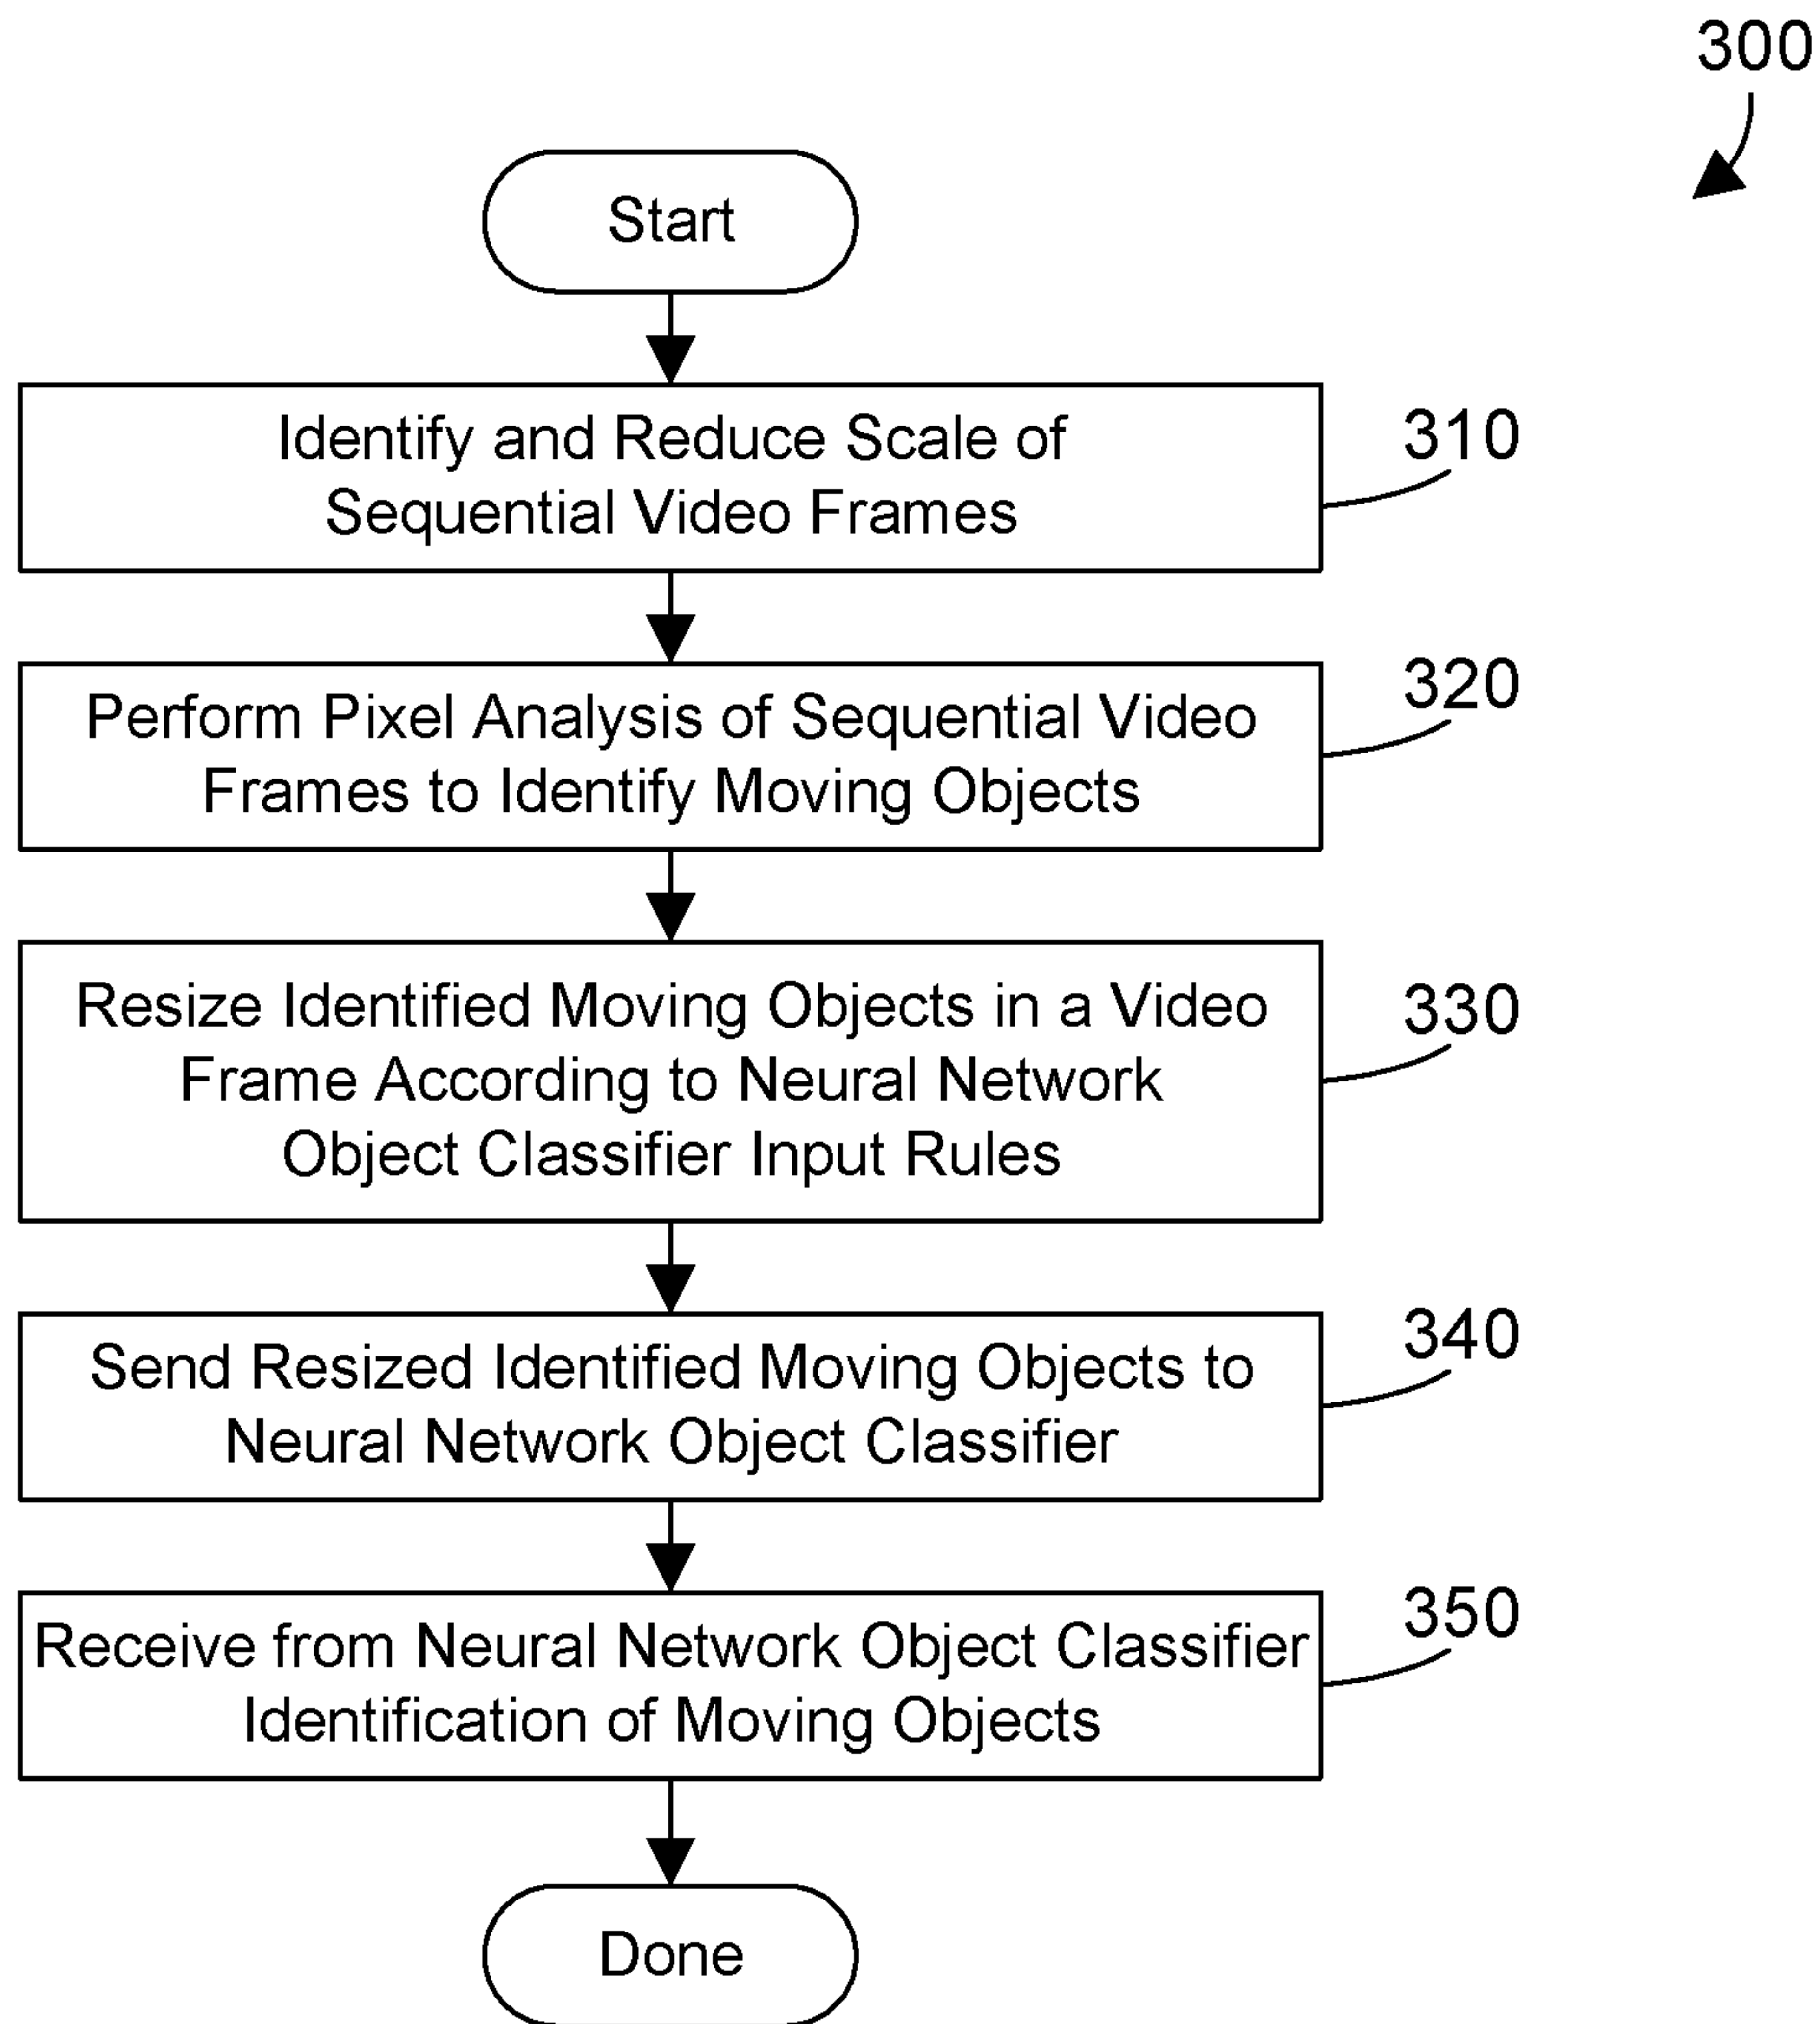 300
Start
Identify and Reduce Scale of
Sequential Video Frames
310
Perform Pixel Analysis of Sequential Video
Frames to Identify Moving Objects
320
Resize Identified Moving Objects in a Video
Frame According to Neural Network
Object Classifier Input Rules
330
Send Resized Identified Moving Objects to
Neural Network Object Classifier
340
Receive from Neural Network Object Classifier
Identification of Moving Objects
350
Done